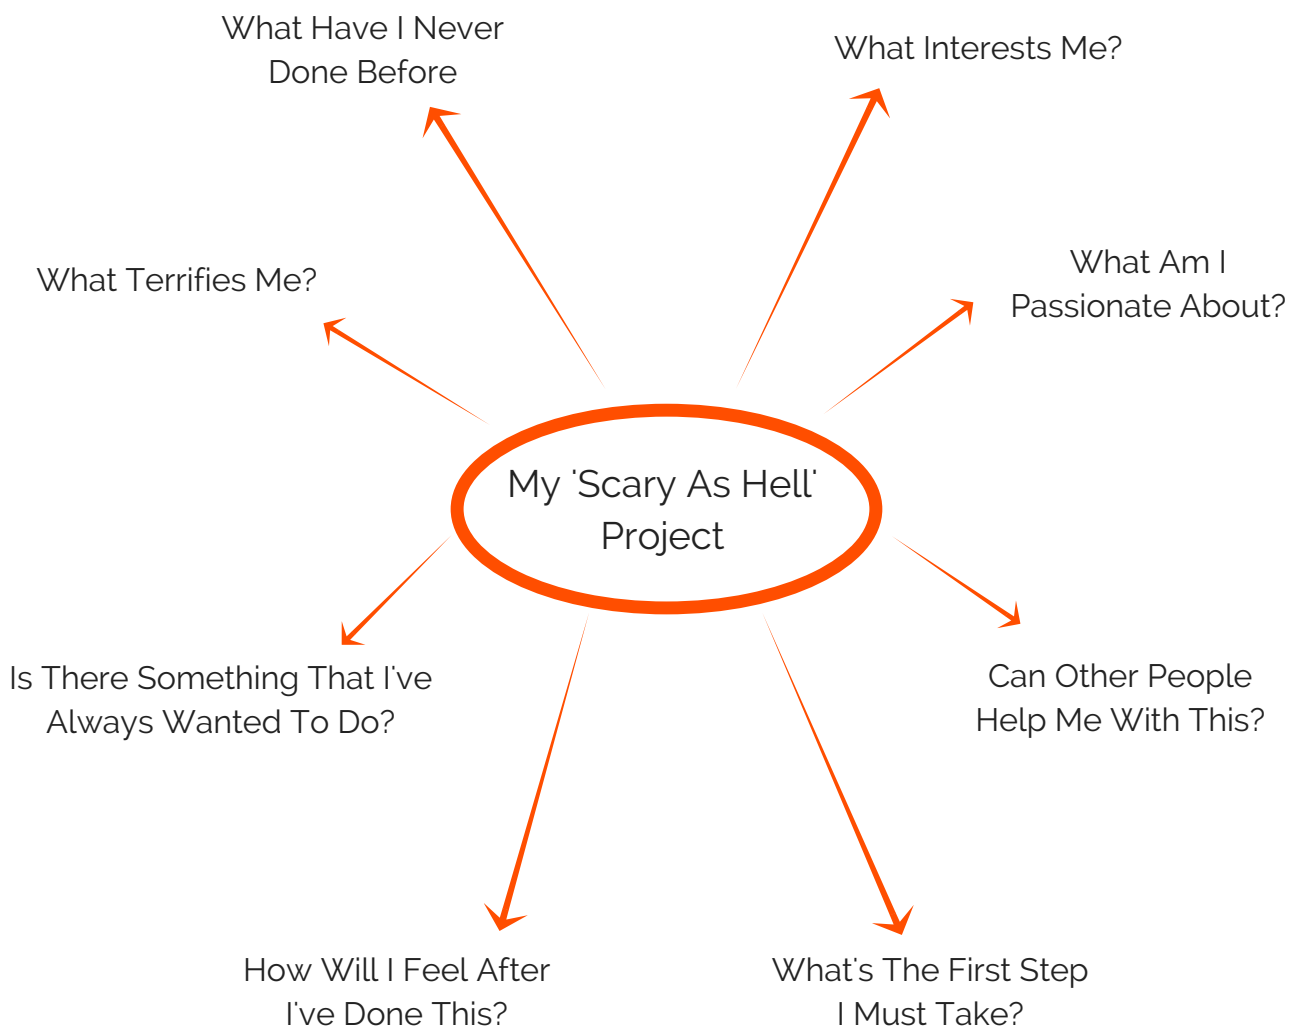 What Have I Never
Done Before
What Interests Me?
What Terrifies Me?
What Am I
Passionate About?
My 'Scary As Hell'
Project
Is There Something That I've
Always Wanted To Do?
Can Other People
Help Me With This?
How Will I Feel After
I've Done This?
What's The First Step
I Must Take?